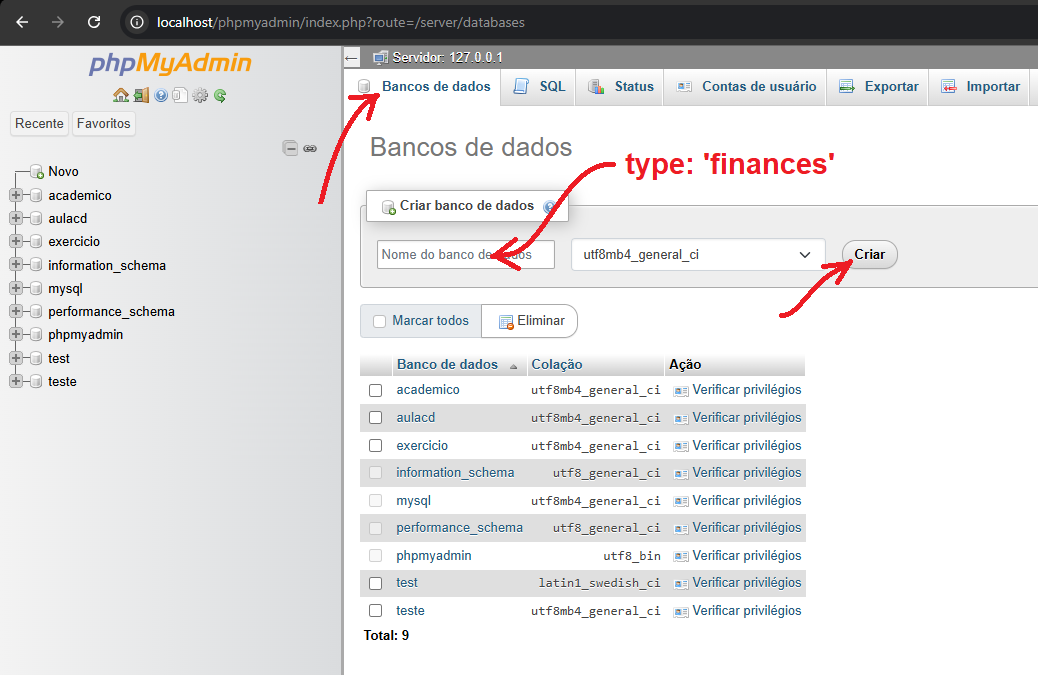 localhost/phpmyadmin/index.php?route=/server/databases
phpMyAdmin
Recente Favoritos
Novo
academico
aulacd
exercicio
information_schema
mysql
performance_schema
phpmyadmin
test
teste
Servidor: 127.0.0.1
Bancos de dados SQL Status Contas de usuário Exportar Importar
Bancos de dados
type: 'finances'
Criar banco de dados
Nome do banco de dados utf8mb4_general_ci Criar
Marcar todos Eliminar
Banco de dados Colação Ação
academico utf8mb4_general_ci Verificar privilégios
aulacd utf8mb4_general_ci Verificar privilégios
exercicio utf8mb4_general_ci Verificar privilégios
information_schema utf8_general_ci Verificar privilégios
mysql utf8mb4_general_ci Verificar privilégios
performance_schema utf8_general_ci Verificar privilégios
phpmyadmin utf8_bin Verificar privilégios
test latin1_swedish_ci Verificar privilégios
teste utf8mb4_general_ci Verificar privilégios
Total: 9